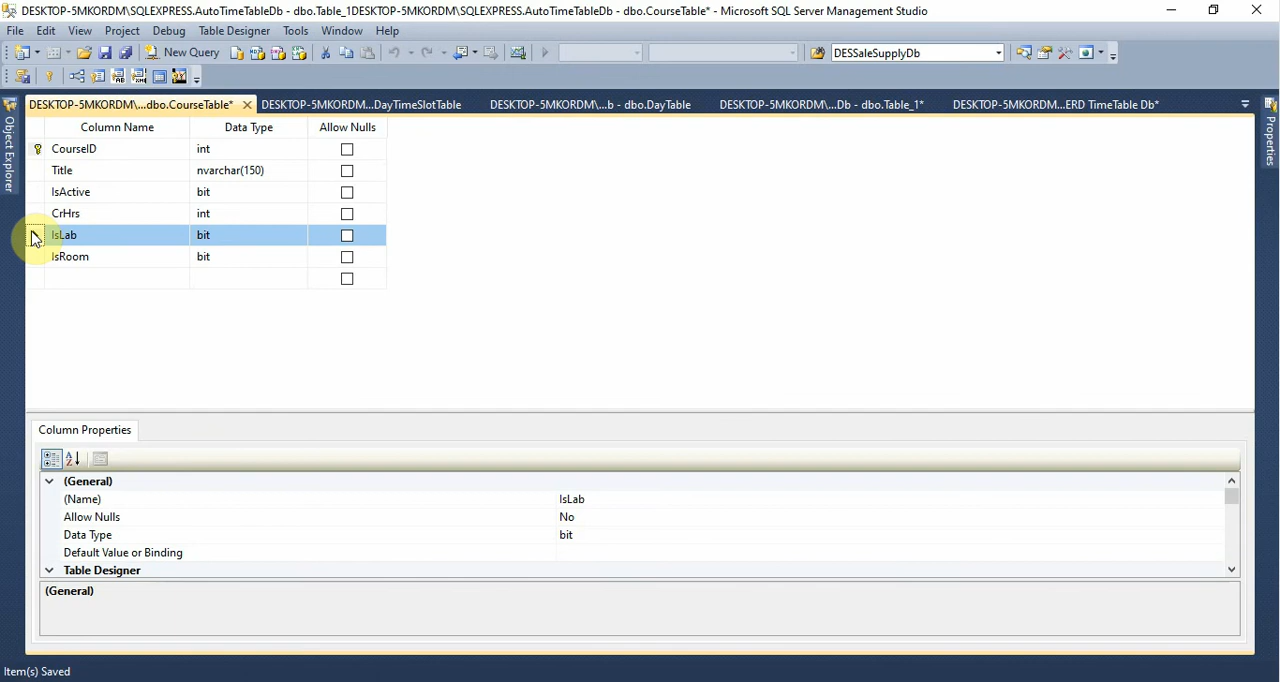 DESKTOP-5MKORDM\SQLEXPRESS.AutoTimeTableDb - dbo.Table_1DESKTOP-5MKORDM\SQLEXPRESS.AutoTimeTableDb - dbo.CourseTable* - Microsoft SQL Server Management Studio
File Edit View Project Debug Table Designer Tools Window Help
New Query DESSaleSupplyDb
DESKTOP-5MKORDM\...dbo.CourseTable* DESKTOP-5MKORDM...DayTimeSlotTable DESKTOP-5MKORDM\...b - dbo.DayTable DESKTOP-5MKORDM\...Db - dbo.Table_1* DESKTOP-5MKORDM...ERD TimeTable Db*
Object Explorer
Properties
Column Name Data Type Allow Nulls
CourseID int
Title nvarchar(150)
IsActive bit
CrHrs int
IsLab bit
IsRoom bit
Column Properties
(General)
(Name) IsLab
Allow Nulls No
Data Type bit
Default Value or Binding
Table Designer
(General)
Item(s) Saved